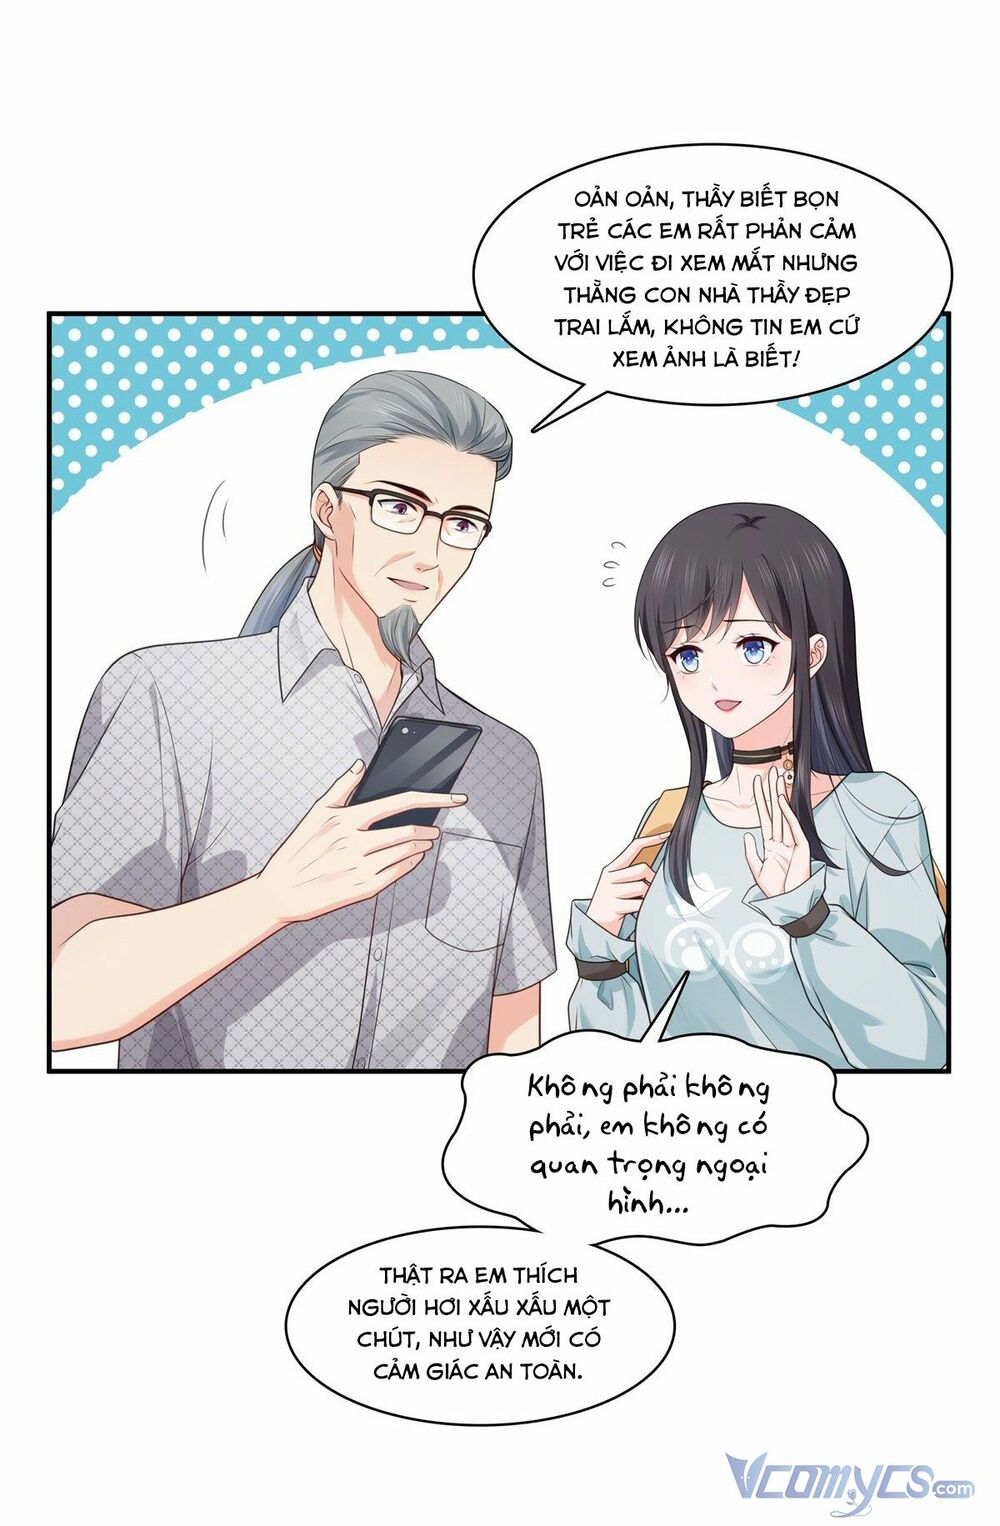 OẢN OẢN, THẦY BIẾT BỌN
TRẺ CÁC EM RẤT PHẢN CẢM
VỚI VIỆC ĐI XEM MẮT NHƯNG
THẰNG CON NHÀ THẦY ĐẸP
TRAI LẮM, KHÔNG TIN EM CỨ
XEM ẢNH LÀ BIẾT!
Không phải không
phải, em không có
quan trọng ngoại
hình...
THẬT RA EM THÍCH
NGƯỜI HƠI XẤU XẤU MỘT
CHÚT, NHƯ VẬY MỚI CÓ
CẢM GIÁC AN TOÀN.
VCOMYCS.com